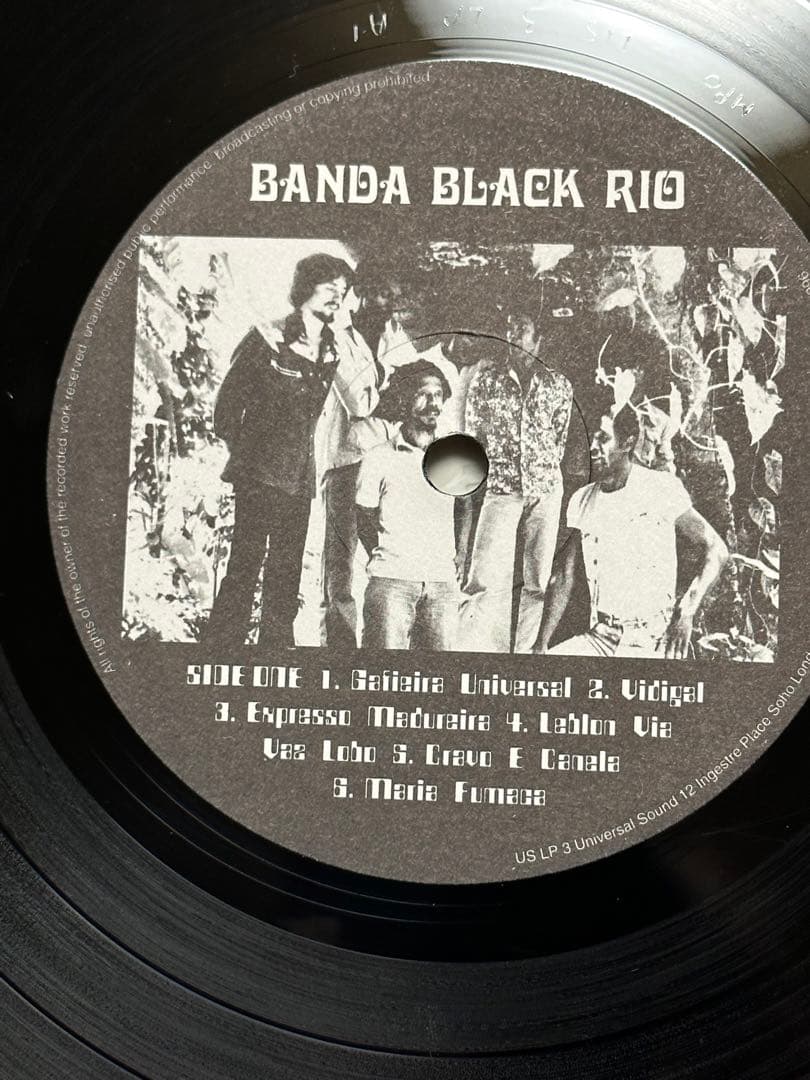 BANDA BLACK RIO
SIDE ONE 1. Gafieira Universal 2. Vidigal
3. Expresso Madureira 4. Leblon Via
Vaz Lobo 5. Cravo E Canela
6. Maria Fumaca
All rights of the owner of the recorded work reserved. unauthorised public performance, broadcasting or copying prohibited.
US LP 3 Universal Sound 12 Ingestre Place Soho